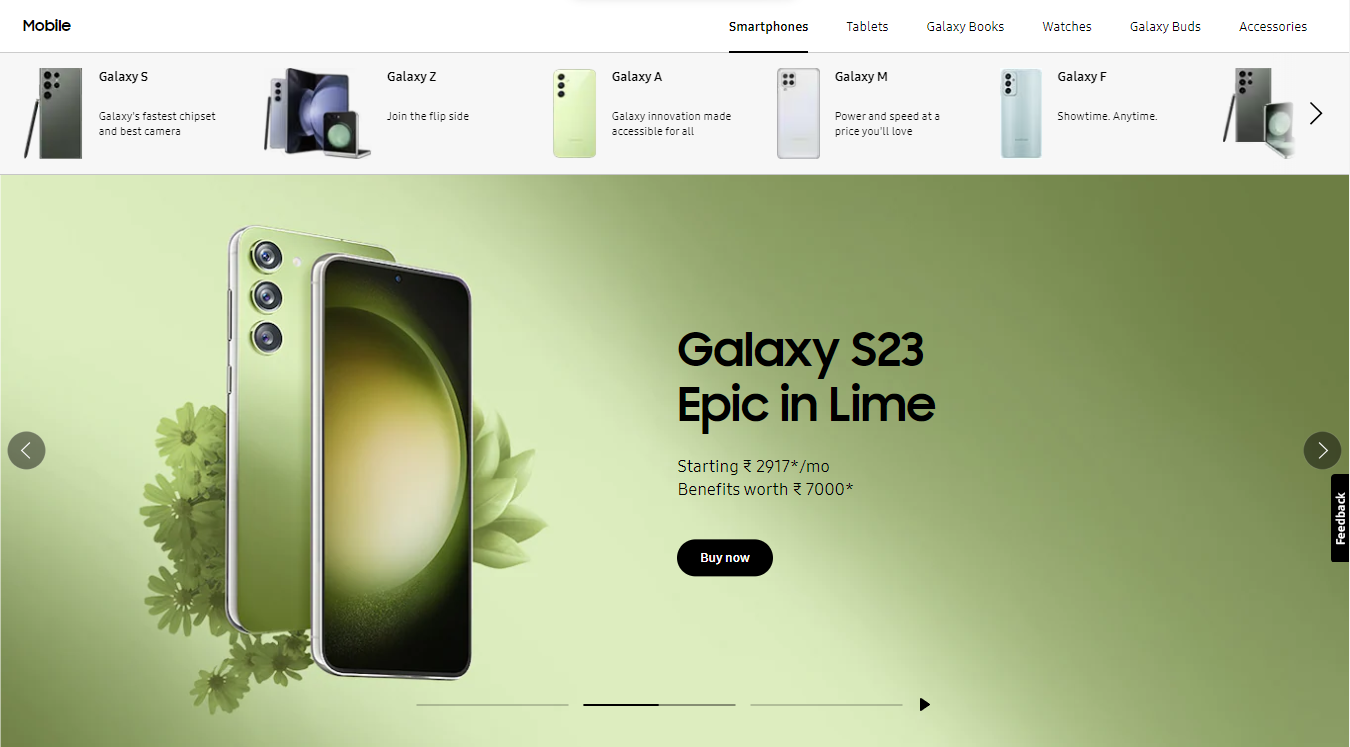 Mobile
Smartphones Tablets Galaxy Books Watches Galaxy Buds Accessories
Galaxy S
Galaxy's fastest chipset
and best camera
Galaxy Z
Join the flip side
Galaxy A
Galaxy innovation made
accessible for all
Galaxy M
Power and speed at a
price you'll love
Galaxy F
Showtime. Anytime.
Galaxy S23
Epic in Lime
Starting ₹ 2917*/mo
Benefits worth ₹ 7000*
Buy now
Feedback